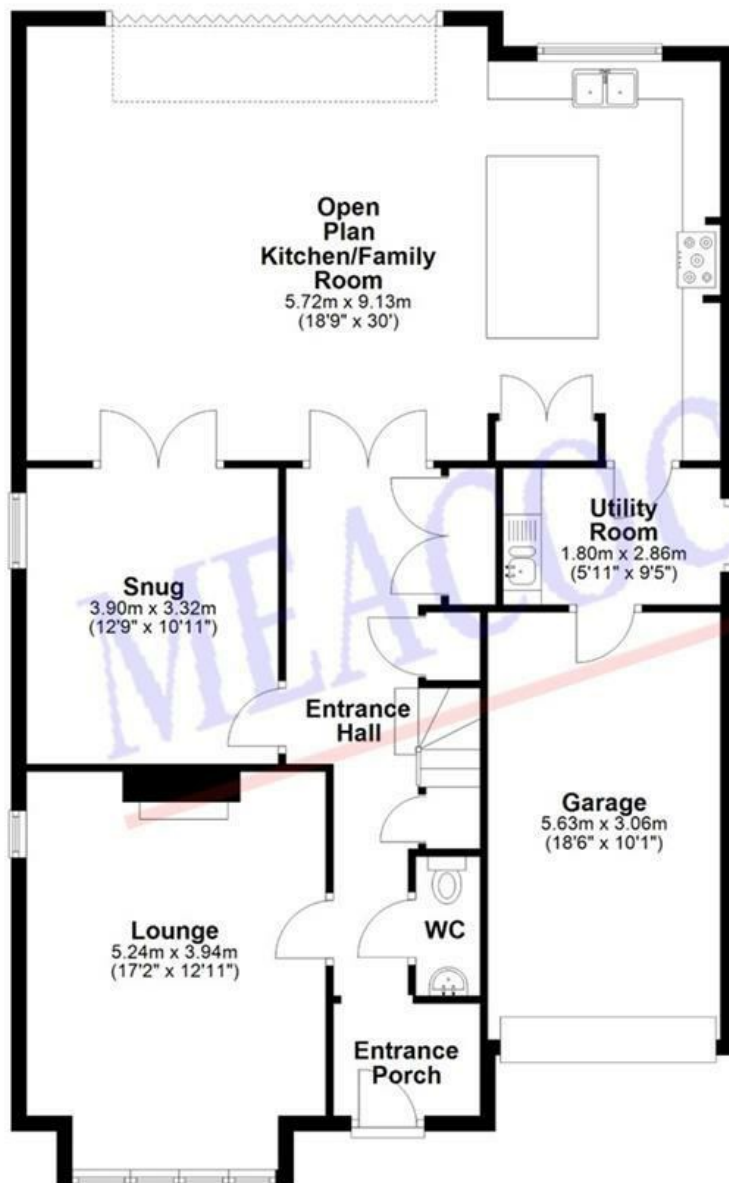 Open
Plan
Kitchen/Family
Room
5.72m x 9.13m
(18'9" x 30')
Utility
Room
1.80m x 2.86m
(5'11" x 9'5")
Snug
3.90m x 3.32m
(12'9" x 10'11")
MEACOC
Entrance
Hall
Garage
5.63m x 3.06m
(18'6" x 10'1")
Lounge
5.24m x 3.94m
(17'2" x 12'11")
WC
Entrance
Porch